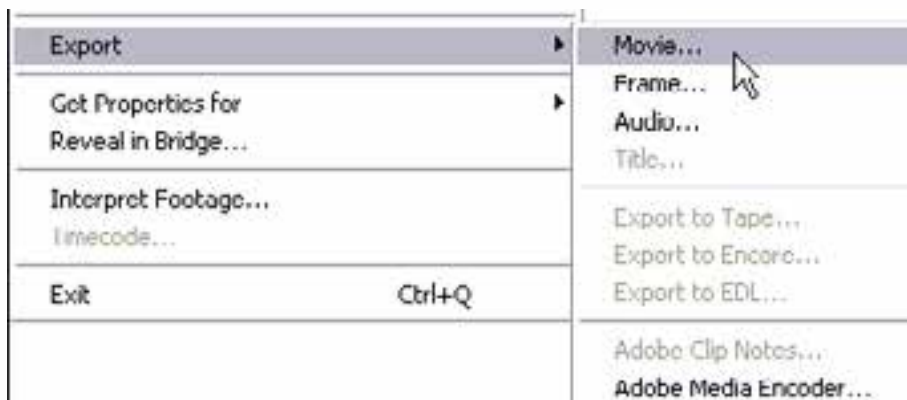 Export
Get Properties for
Reveal in Bridge...
Interpret Footage...
Timecode...
Exit Ctrl+Q
Movie...
Frame...
Audio...
Title...
Export to Tape...
Export to Encore...
Export to EDL...
Adobe Clip Notes...
Adobe Media Encoder...